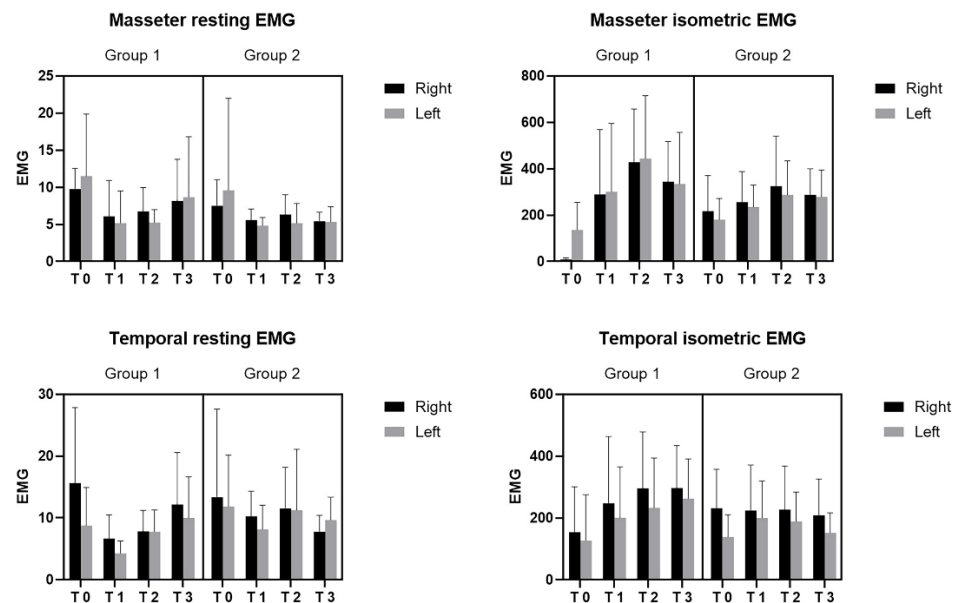 Masseter resting EMG
Group 1 Group 2
25
20
15
10
5
0
EMG
T 0 T 1 T 2 T 3 T 0 T 1 T 2 T 3
Right
Left
Masseter isometric EMG
Group 1 Group 2
800
600
400
200
0
EMG
T 0 T 1 T 2 T 3 T 0 T 1 T 2 T 3
Right
Left
Temporal resting EMG
Group 1 Group 2
30
20
10
0
EMG
T 0 T 1 T 2 T 3 T 0 T 1 T 2 T 3
Right
Left
Temporal isometric EMG
Group 1 Group 2
600
400
200
0
EMG
T 0 T 1 T 2 T 3 T 0 T 1 T 2 T 3
Right
Left